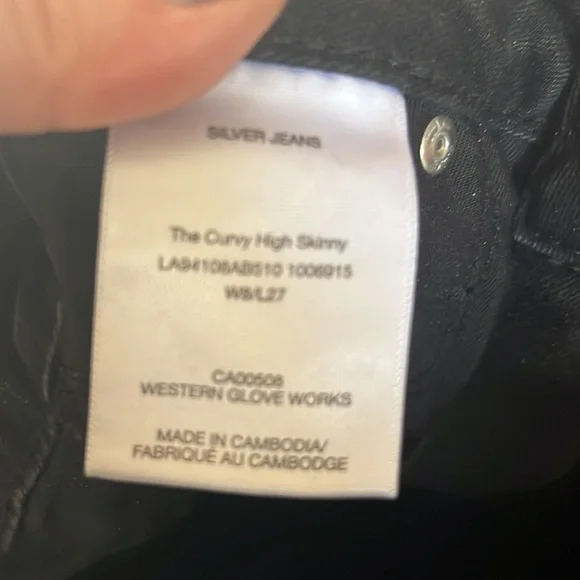 SILVER JEANS
The Curvy High Skinny
LA94108AB510 1006915
W8/L27
CA00508
WESTERN GLOVE WORKS
MADE IN CAMBODIA/
FABRIQUÉ AU CAMBODGE